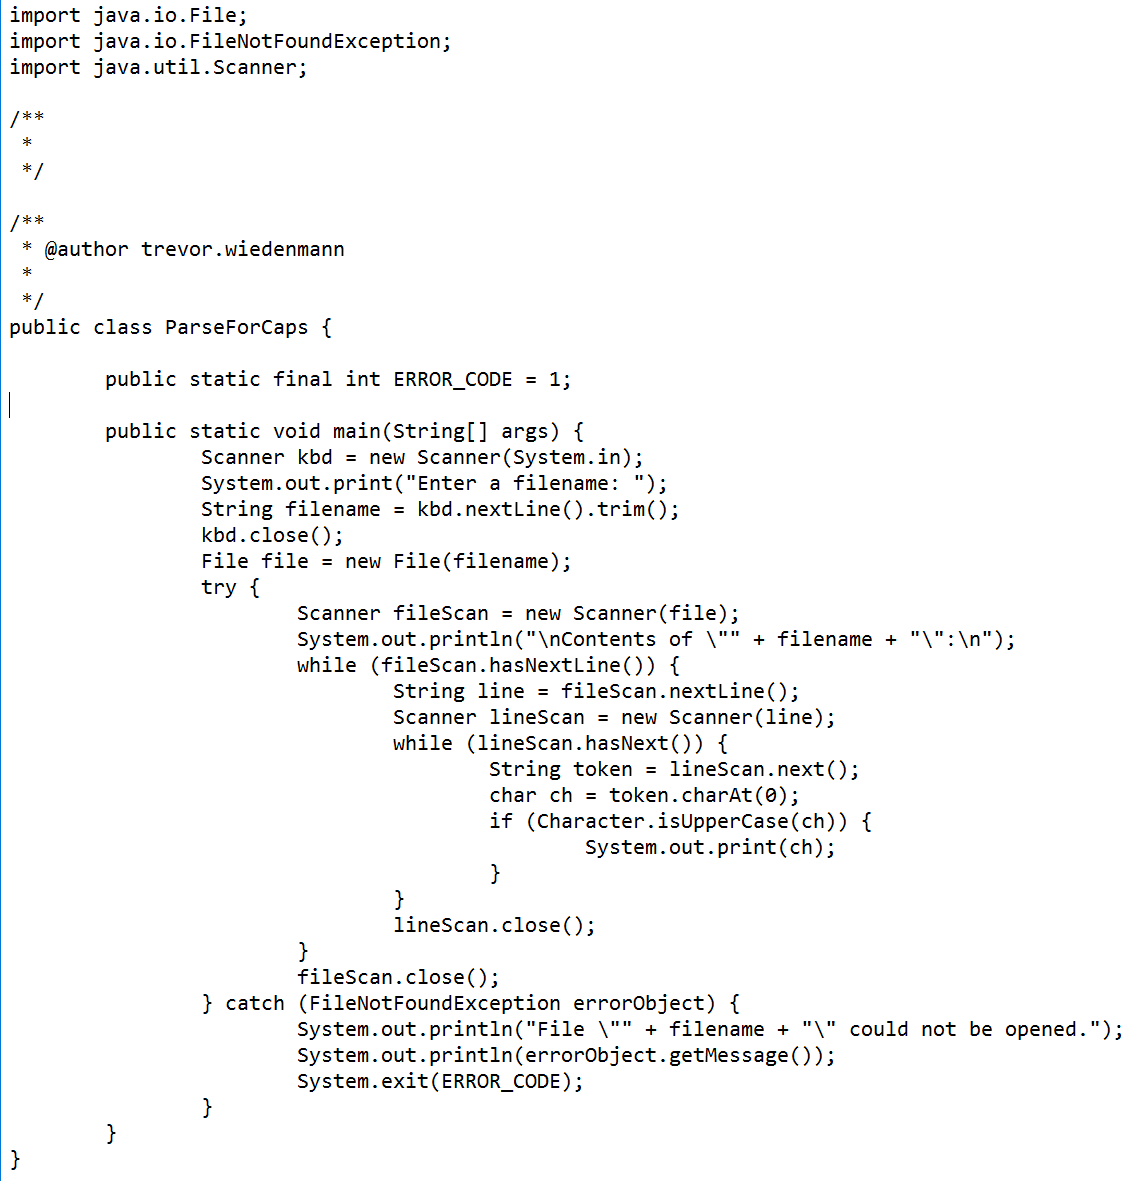 import java.io.File;
import java.io.FileNotFoundException;
import java.util.Scanner;

/**
 *
 */

/**
 * @author trevor.wiedenmann
 *
 */
public class ParseForCaps {

        public static final int ERROR_CODE = 1;

        public static void main(String[] args) {
                Scanner kbd = new Scanner(System.in);
                System.out.print("Enter a filename: ");
                String filename = kbd.nextLine().trim();
                kbd.close();
                File file = new File(filename);
                try {
                        Scanner fileScan = new Scanner(file);
                        System.out.println("\nContents of \"" + filename + "\":\n");
                        while (fileScan.hasNextLine()) {
                                String line = fileScan.nextLine();
                                Scanner lineScan = new Scanner(line);
                                while (lineScan.hasNext()) {
                                        String token = lineScan.next();
                                        char ch = token.charAt(0);
                                        if (Character.isUpperCase(ch)) {
                                                System.out.print(ch);
                                        }
                                }
                                lineScan.close();
                        }
                        fileScan.close();
                } catch (FileNotFoundException errorObject) {
                        System.out.println("File \"" + filename + "\" could not be opened.");
                        System.out.println(errorObject.getMessage());
                        System.exit(ERROR_CODE);
                }
        }
}